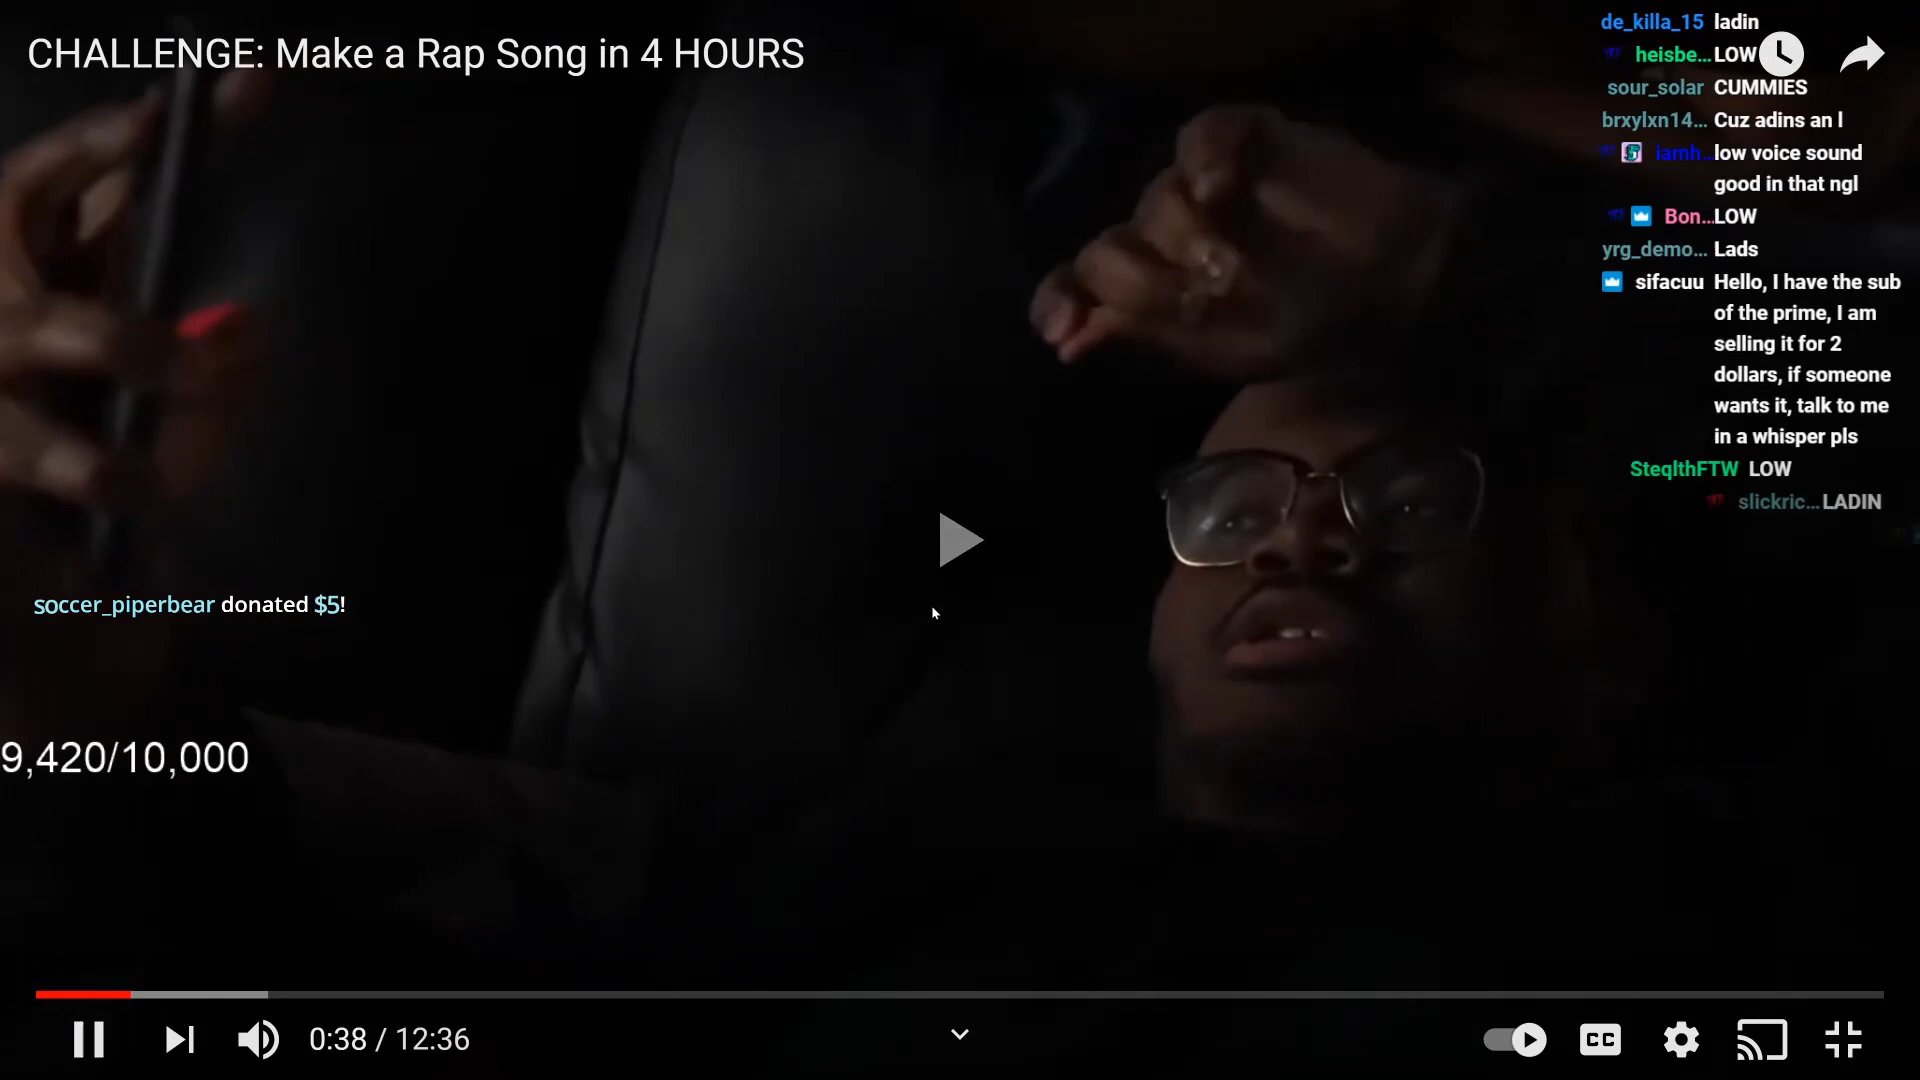 CHALLENGE: Make a Rap Song in 4 HOURS
de_killa_15 ladin
heisbe... LOW
sour_solar CUMMIES
brxylxn14... Cuz adins an l
iamh... low voice sound
good in that ngl
Bon... LOW
yrg_demo... Lads
sifacuu Hello, I have the sub
of the prime, I am
selling it for 2
dollars, if someone
wants it, talk to me
in a whisper pls
SteqlthFTW LOW
slickric... LADIN
soccer_piperbear donated $5!
9,420/10,000
0:38 / 12:36
CC